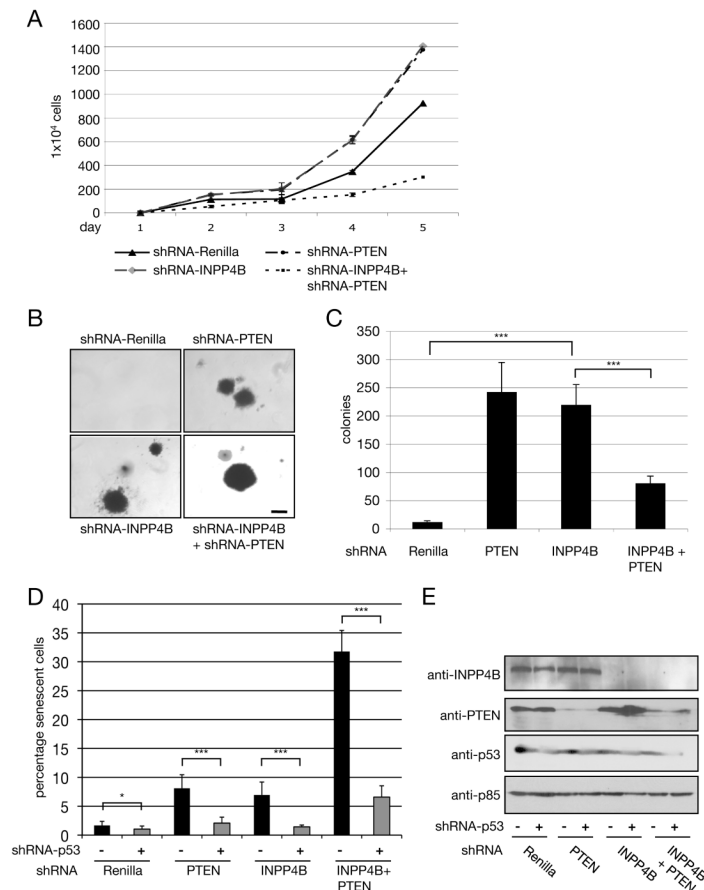 A
1600
1400
1200
1000
800
600
400
200
0
1x10⁴ cells
day 1 2 3 4 5
shRNA-Renilla shRNA-PTEN
shRNA-INPP4B shRNA-INPP4B+
shRNA-PTEN
B
shRNA-Renilla shRNA-PTEN
shRNA-INPP4B shRNA-INPP4B
+ shRNA-PTEN
C
350
300
250
200
150
100
50
0
colonies
*** ***
shRNA Renilla PTEN INPP4B INPP4B +
PTEN
D
40
35
30
25
20
15
10
5
0
percentage senescent cells
* *** *** ***
shRNA-p53 - + - + - + - +
shRNA Renilla PTEN INPP4B INPP4B+
PTEN
E
anti-INPP4B
anti-PTEN
anti-p53
anti-p85
shRNA-p53 - + - + - + - +
shRNA Renilla PTEN INPP4B INPP4B
+ PTEN